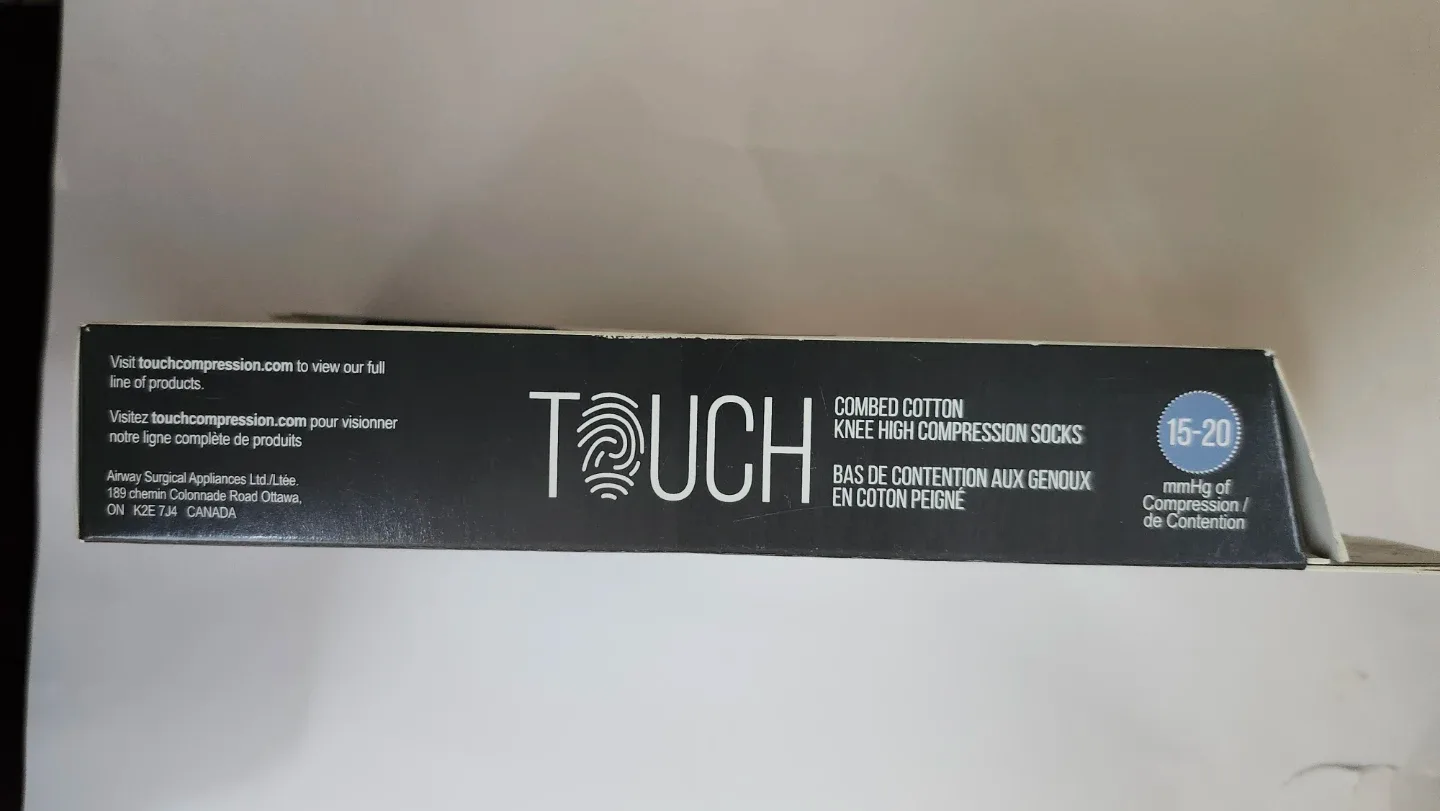 Visit touchcompression.com to view our full
line of products.
Visitez touchcompression.com pour visionner
notre ligne complète de produits
Airway Surgical Appliances Ltd./Ltée.
189 chemin Colonnade Road Ottawa,
ON K2E 7J4 CANADA
TOUCH
COMBED COTTON
KNEE HIGH COMPRESSION SOCKS
BAS DE CONTENTION AUX GENOUX
EN COTON PEIGNÉ
15-20
mmHg of
Compression /
de Contention